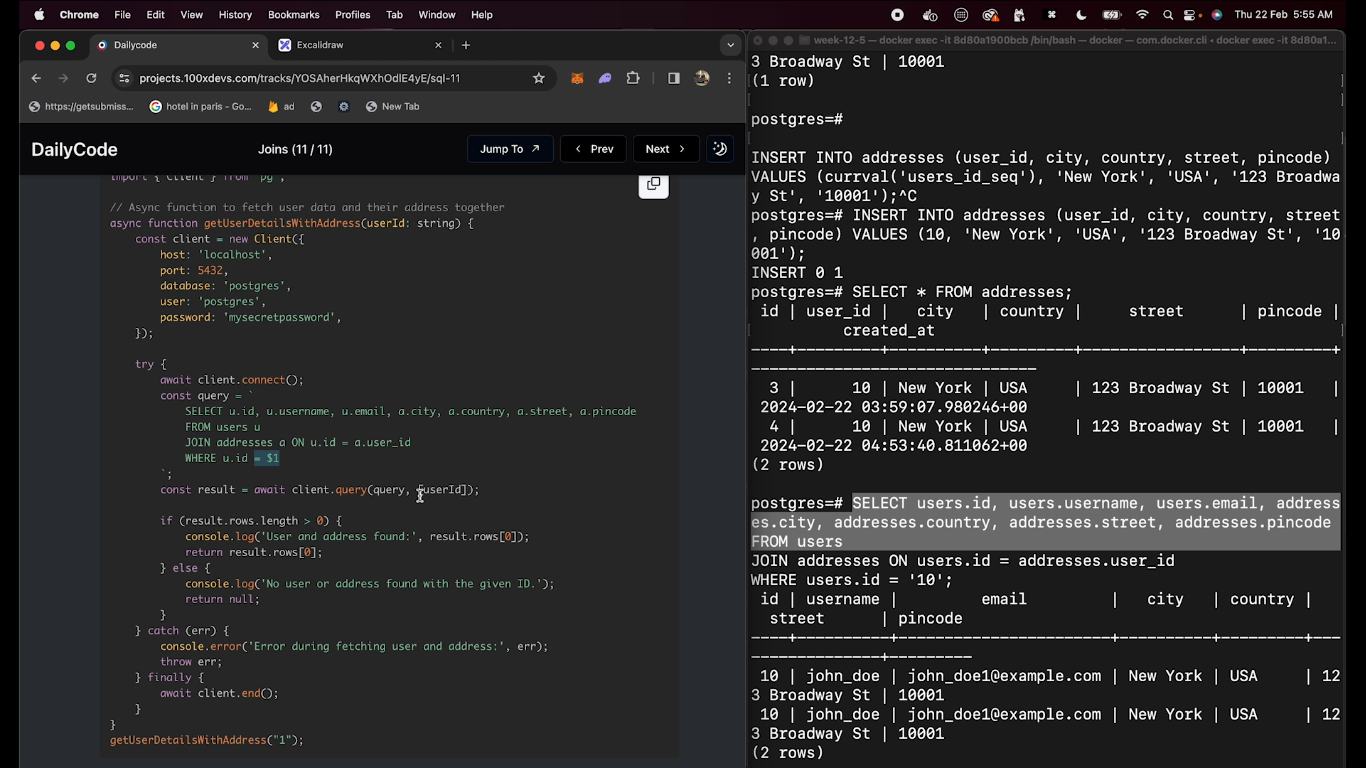 Chrome File Edit View History Bookmarks Profiles Tab Window Help Thu 22 Feb 5:55 AM
Dailycode Excalidraw
projects.100xdevs.com/tracks/YOSAherHkqWXhOdlE4yE/sql-11
https://getsubmiss... hotel in paris - Go... ad New Tab
DailyCode Joins (11 / 11) Jump To Prev Next
import { Client } from 'pg';
// Async function to fetch user data and their address together
async function getUserDetailsWithAddress(userId: string) {
const client = new Client({
host: 'localhost',
port: 5432,
database: 'postgres',
user: 'postgres',
password: 'mysecretpassword',
});
try {
await client.connect();
const query = `
SELECT u.id, u.username, u.email, a.city, a.country, a.street, a.pincode
FROM users u
JOIN addresses a ON u.id = a.user_id
WHERE u.id = $1
`;
const result = await client.query(query, [userId]);
if (result.rows.length > 0) {
console.log('User and address found:', result.rows[0]);
return result.rows[0];
} else {
console.log('No user or address found with the given ID.');
return null;
}
} catch (err) {
console.error('Error during fetching user and address:', err);
throw err;
} finally {
await client.end();
}
}
getUserDetailsWithAddress("1");
week-12-5 — docker exec -it 8d80a1900bcb /bin/bash — docker — com.docker.cli • docker exec -it 8d80a1...
3 Broadway St | 10001
(1 row)
postgres=#
INSERT INTO addresses (user_id, city, country, street, pincode)
VALUES (currval('users_id_seq'), 'New York', 'USA', '123 Broadwa
y St', '10001');^C
postgres=# INSERT INTO addresses (user_id, city, country, street
, pincode) VALUES (10, 'New York', 'USA', '123 Broadway St', '10
001');
INSERT 0 1
postgres=# SELECT * FROM addresses;
id | user_id | city | country | street | pincode |
created_at
----+---------+----------+---------+-----------------+---------+
-------------------------------
3 | 10 | New York | USA | 123 Broadway St | 10001 |
2024-02-22 03:59:07.980246+00
4 | 10 | New York | USA | 123 Broadway St | 10001 |
2024-02-22 04:53:40.811062+00
(2 rows)
postgres=# SELECT users.id, users.username, users.email, address
es.city, addresses.country, addresses.street, addresses.pincode
FROM users
JOIN addresses ON users.id = addresses.user_id
WHERE users.id = '10';
id | username | email | city | country |
street | pincode
----+----------+-----------------------+----------+---------+---
--------------+---------
10 | john_doe | john_doe1@example.com | New York | USA | 12
3 Broadway St | 10001
10 | john_doe | john_doe1@example.com | New York | USA | 12
3 Broadway St | 10001
(2 rows)